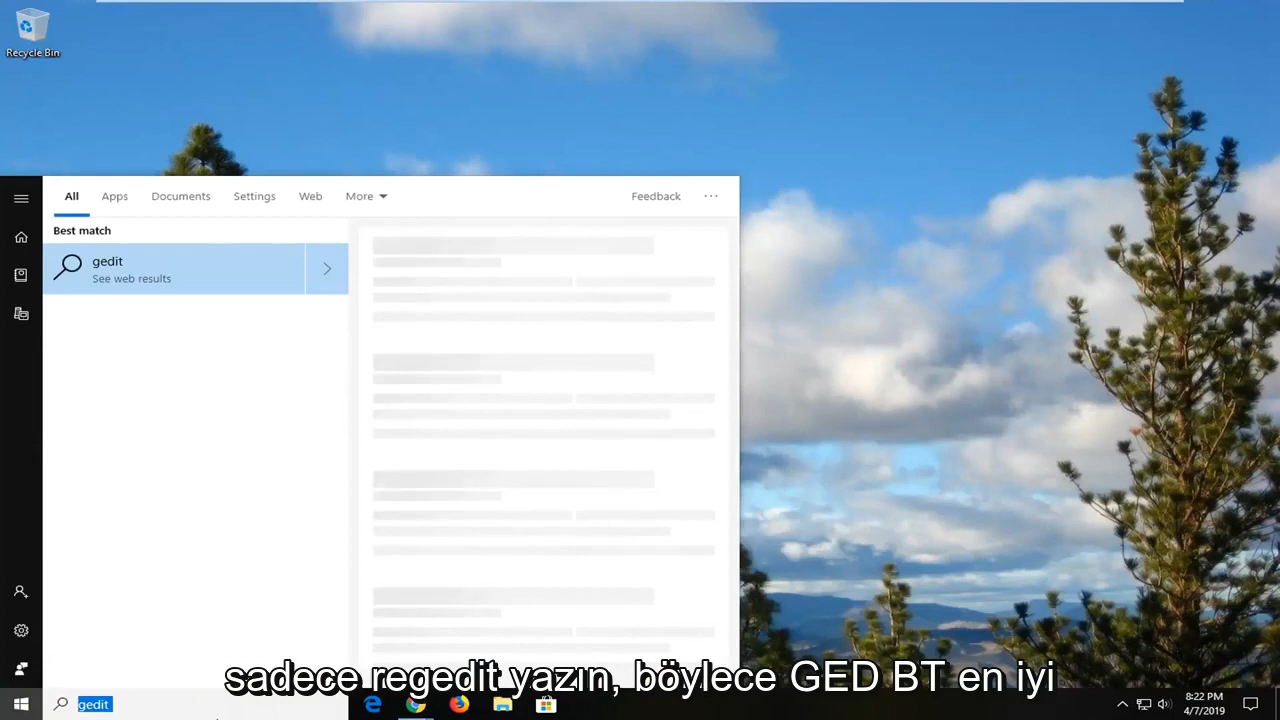 Recycle Bin
All Apps Documents Settings Web More Feedback ...
Best match
gedit
See web results
sadece regedit yazın, böylece GED BT en iyi
gedit
8:22 PM
4/7/2019